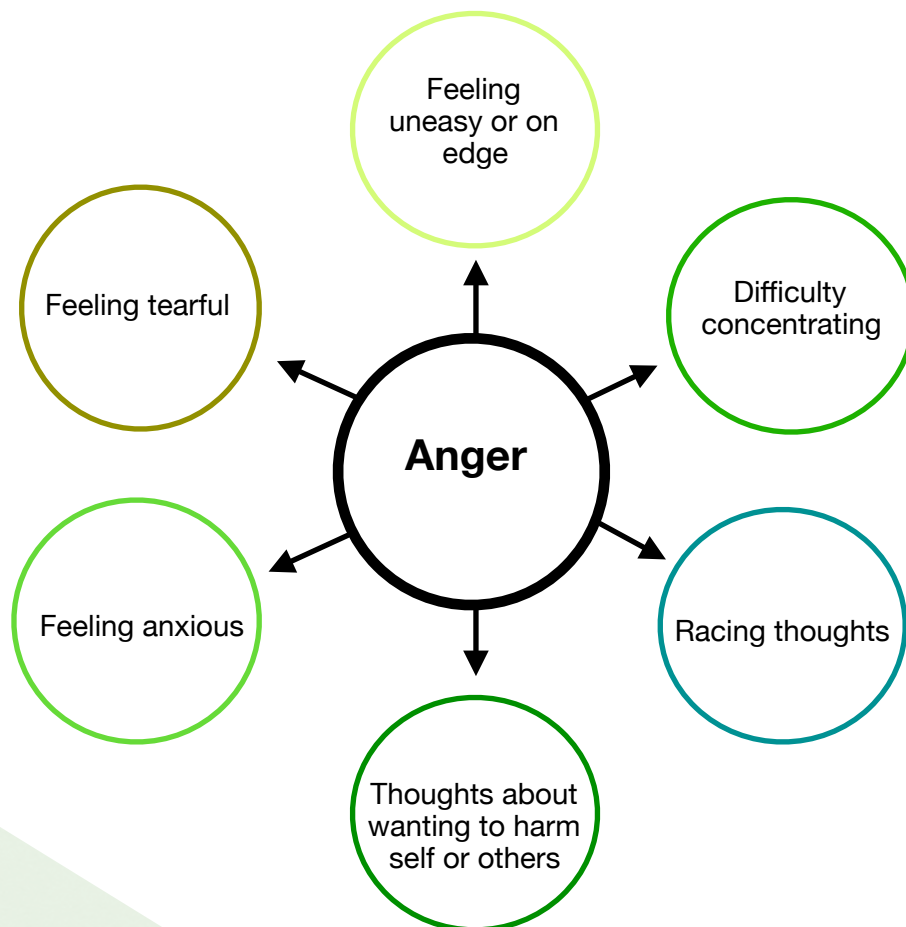 Feeling
uneasy or on
edge
Feeling tearful
Difficulty
concentrating
Anger
Feeling anxious
Racing thoughts
Thoughts about
wanting to harm
self or others